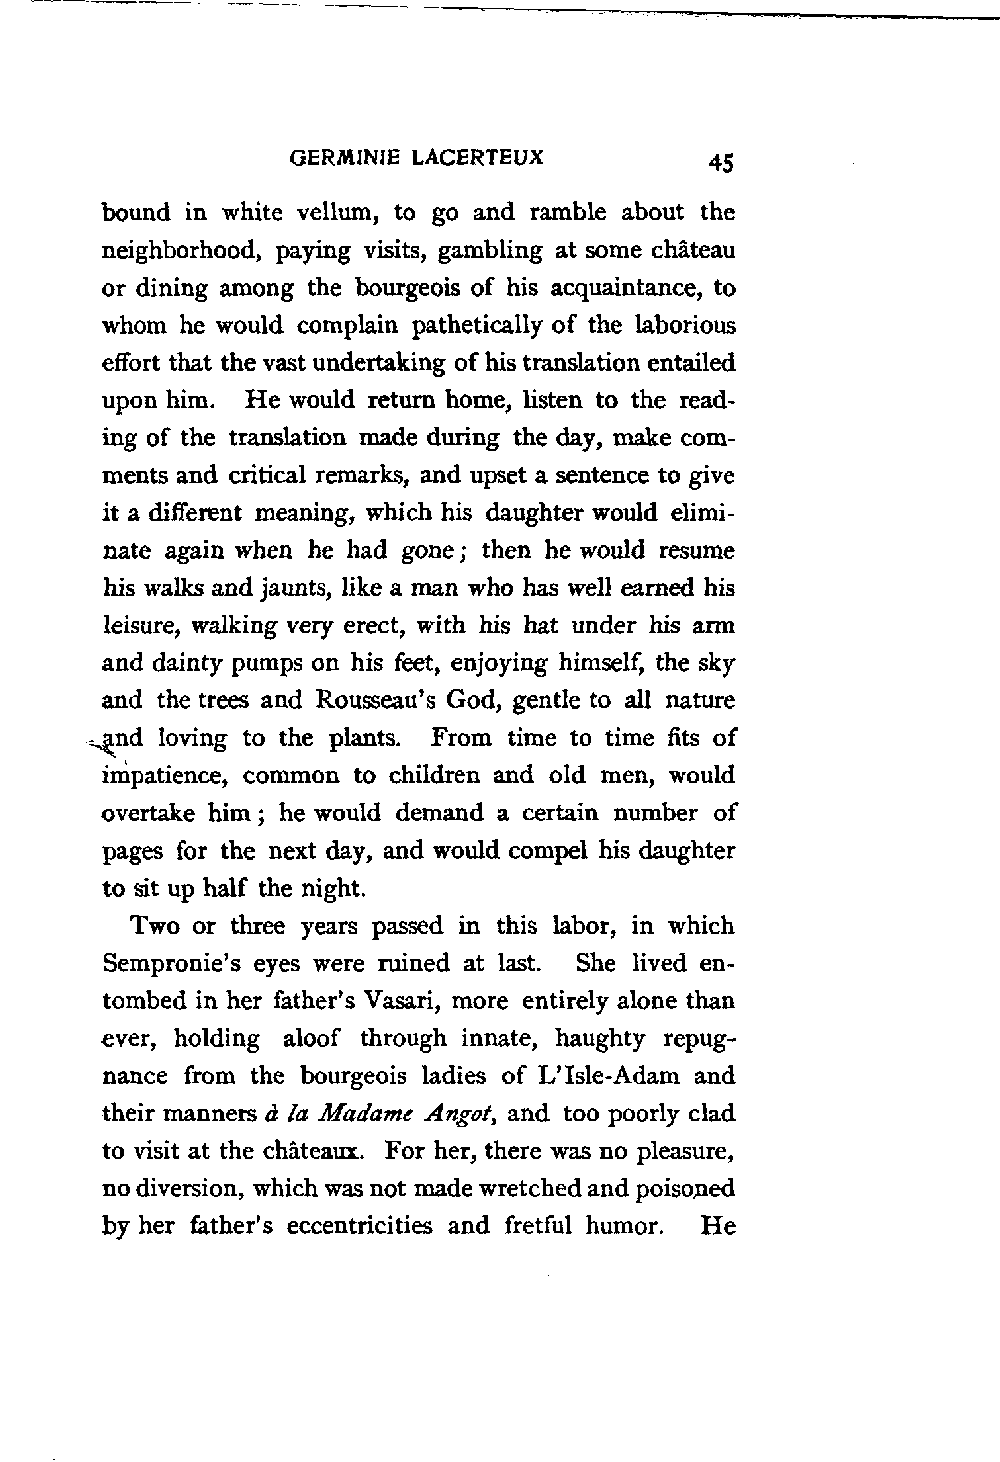 GERMINIE LACERTEUX 45
bound in white vellum, to go and ramble about the
neighborhood, paying visits, gambling at some château
or dining among the bourgeois of his acquaintance, to
whom he would complain pathetically of the laborious
effort that the vast undertaking of his translation entailed
upon him. He would return home, listen to the read-
ing of the translation made during the day, make com-
ments and critical remarks, and upset a sentence to give
it a different meaning, which his daughter would elimi-
nate again when he had gone; then he would resume
his walks and jaunts, like a man who has well earned his
leisure, walking very erect, with his hat under his arm
and dainty pumps on his feet, enjoying himself, the sky
and the trees and Rousseau's God, gentle to all nature
and loving to the plants. From time to time fits of
impatience, common to children and old men, would
overtake him; he would demand a certain number of
pages for the next day, and would compel his daughter
to sit up half the night.
Two or three years passed in this labor, in which
Sempronie's eyes were ruined at last. She lived en-
tombed in her father's Vasari, more entirely alone than
ever, holding aloof through innate, haughty repug-
nance from the bourgeois ladies of L'Isle-Adam and
their manners à la Madame Angot, and too poorly clad
to visit at the châteaux. For her, there was no pleasure,
no diversion, which was not made wretched and poisoned
by her father's eccentricities and fretful humor. He